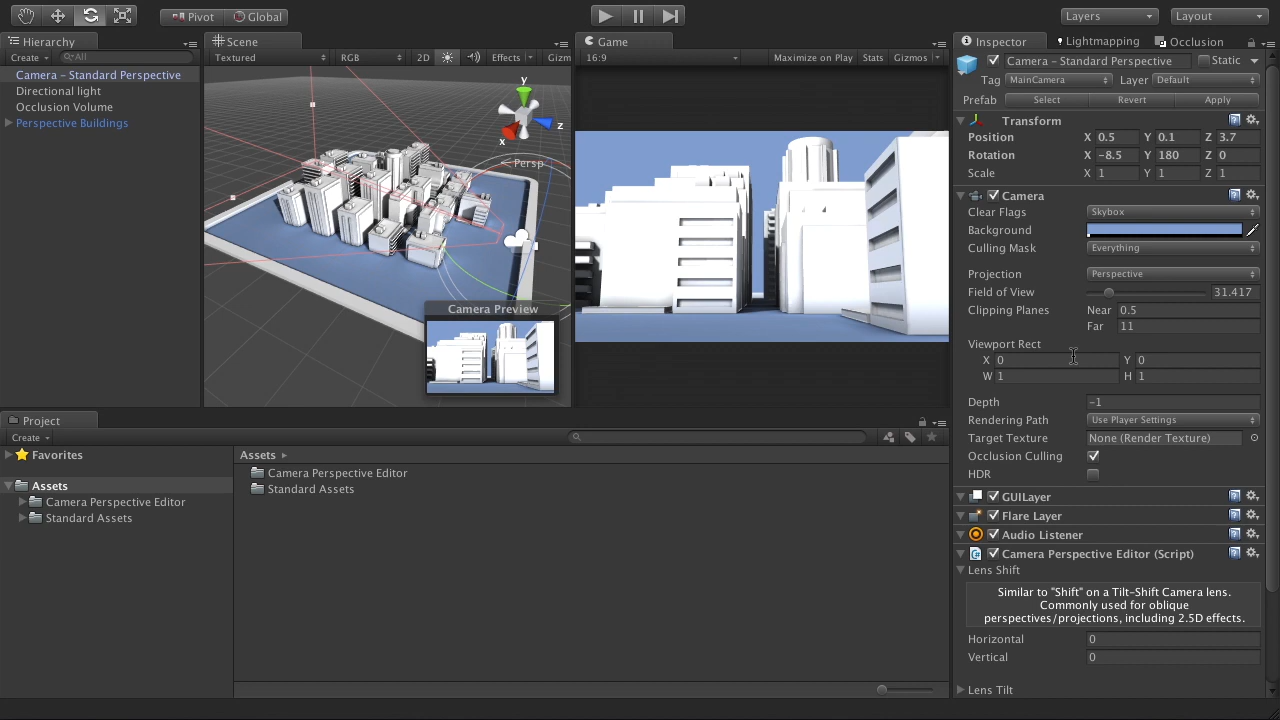 Pivot Global Layers Layout
Hierarchy
Create All
Camera – Standard Perspective
Directional light
Occlusion Volume
Perspective Buildings
Scene
Textured RGB 2D Effects Gizm
y
z
x
Persp
Camera Preview
Game
16:9 Maximize on Play Stats Gizmos
Project
Create
Favorites
Assets
Camera Perspective Editor
Standard Assets
Assets
Camera Perspective Editor
Standard Assets
Inspector Lightmapping Occlusion
Camera – Standard Perspective Static
Tag MainCamera Layer Default
Prefab Select Revert Apply
Transform
Position X 0.5 Y 0.1 Z 3.7
Rotation X –8.5 Y 180 Z 0
Scale X 1 Y 1 Z 1
Camera
Clear Flags Skybox
Background
Culling Mask Everything
Projection Perspective
Field of View 31.417
Clipping Planes Near 0.5
Far 11
Viewport Rect
X 0 Y 0
W 1 H 1
Depth –1
Rendering Path Use Player Settings
Target Texture None (Render Texture)
Occlusion Culling
HDR
GUILayer
Flare Layer
Audio Listener
Camera Perspective Editor (Script)
Lens Shift
Similar to "Shift" on a Tilt-Shift Camera lens.
Commonly used for oblique
perspectives/projections, including 2.5D effects.
Horizontal 0
Vertical 0
Lens Tilt